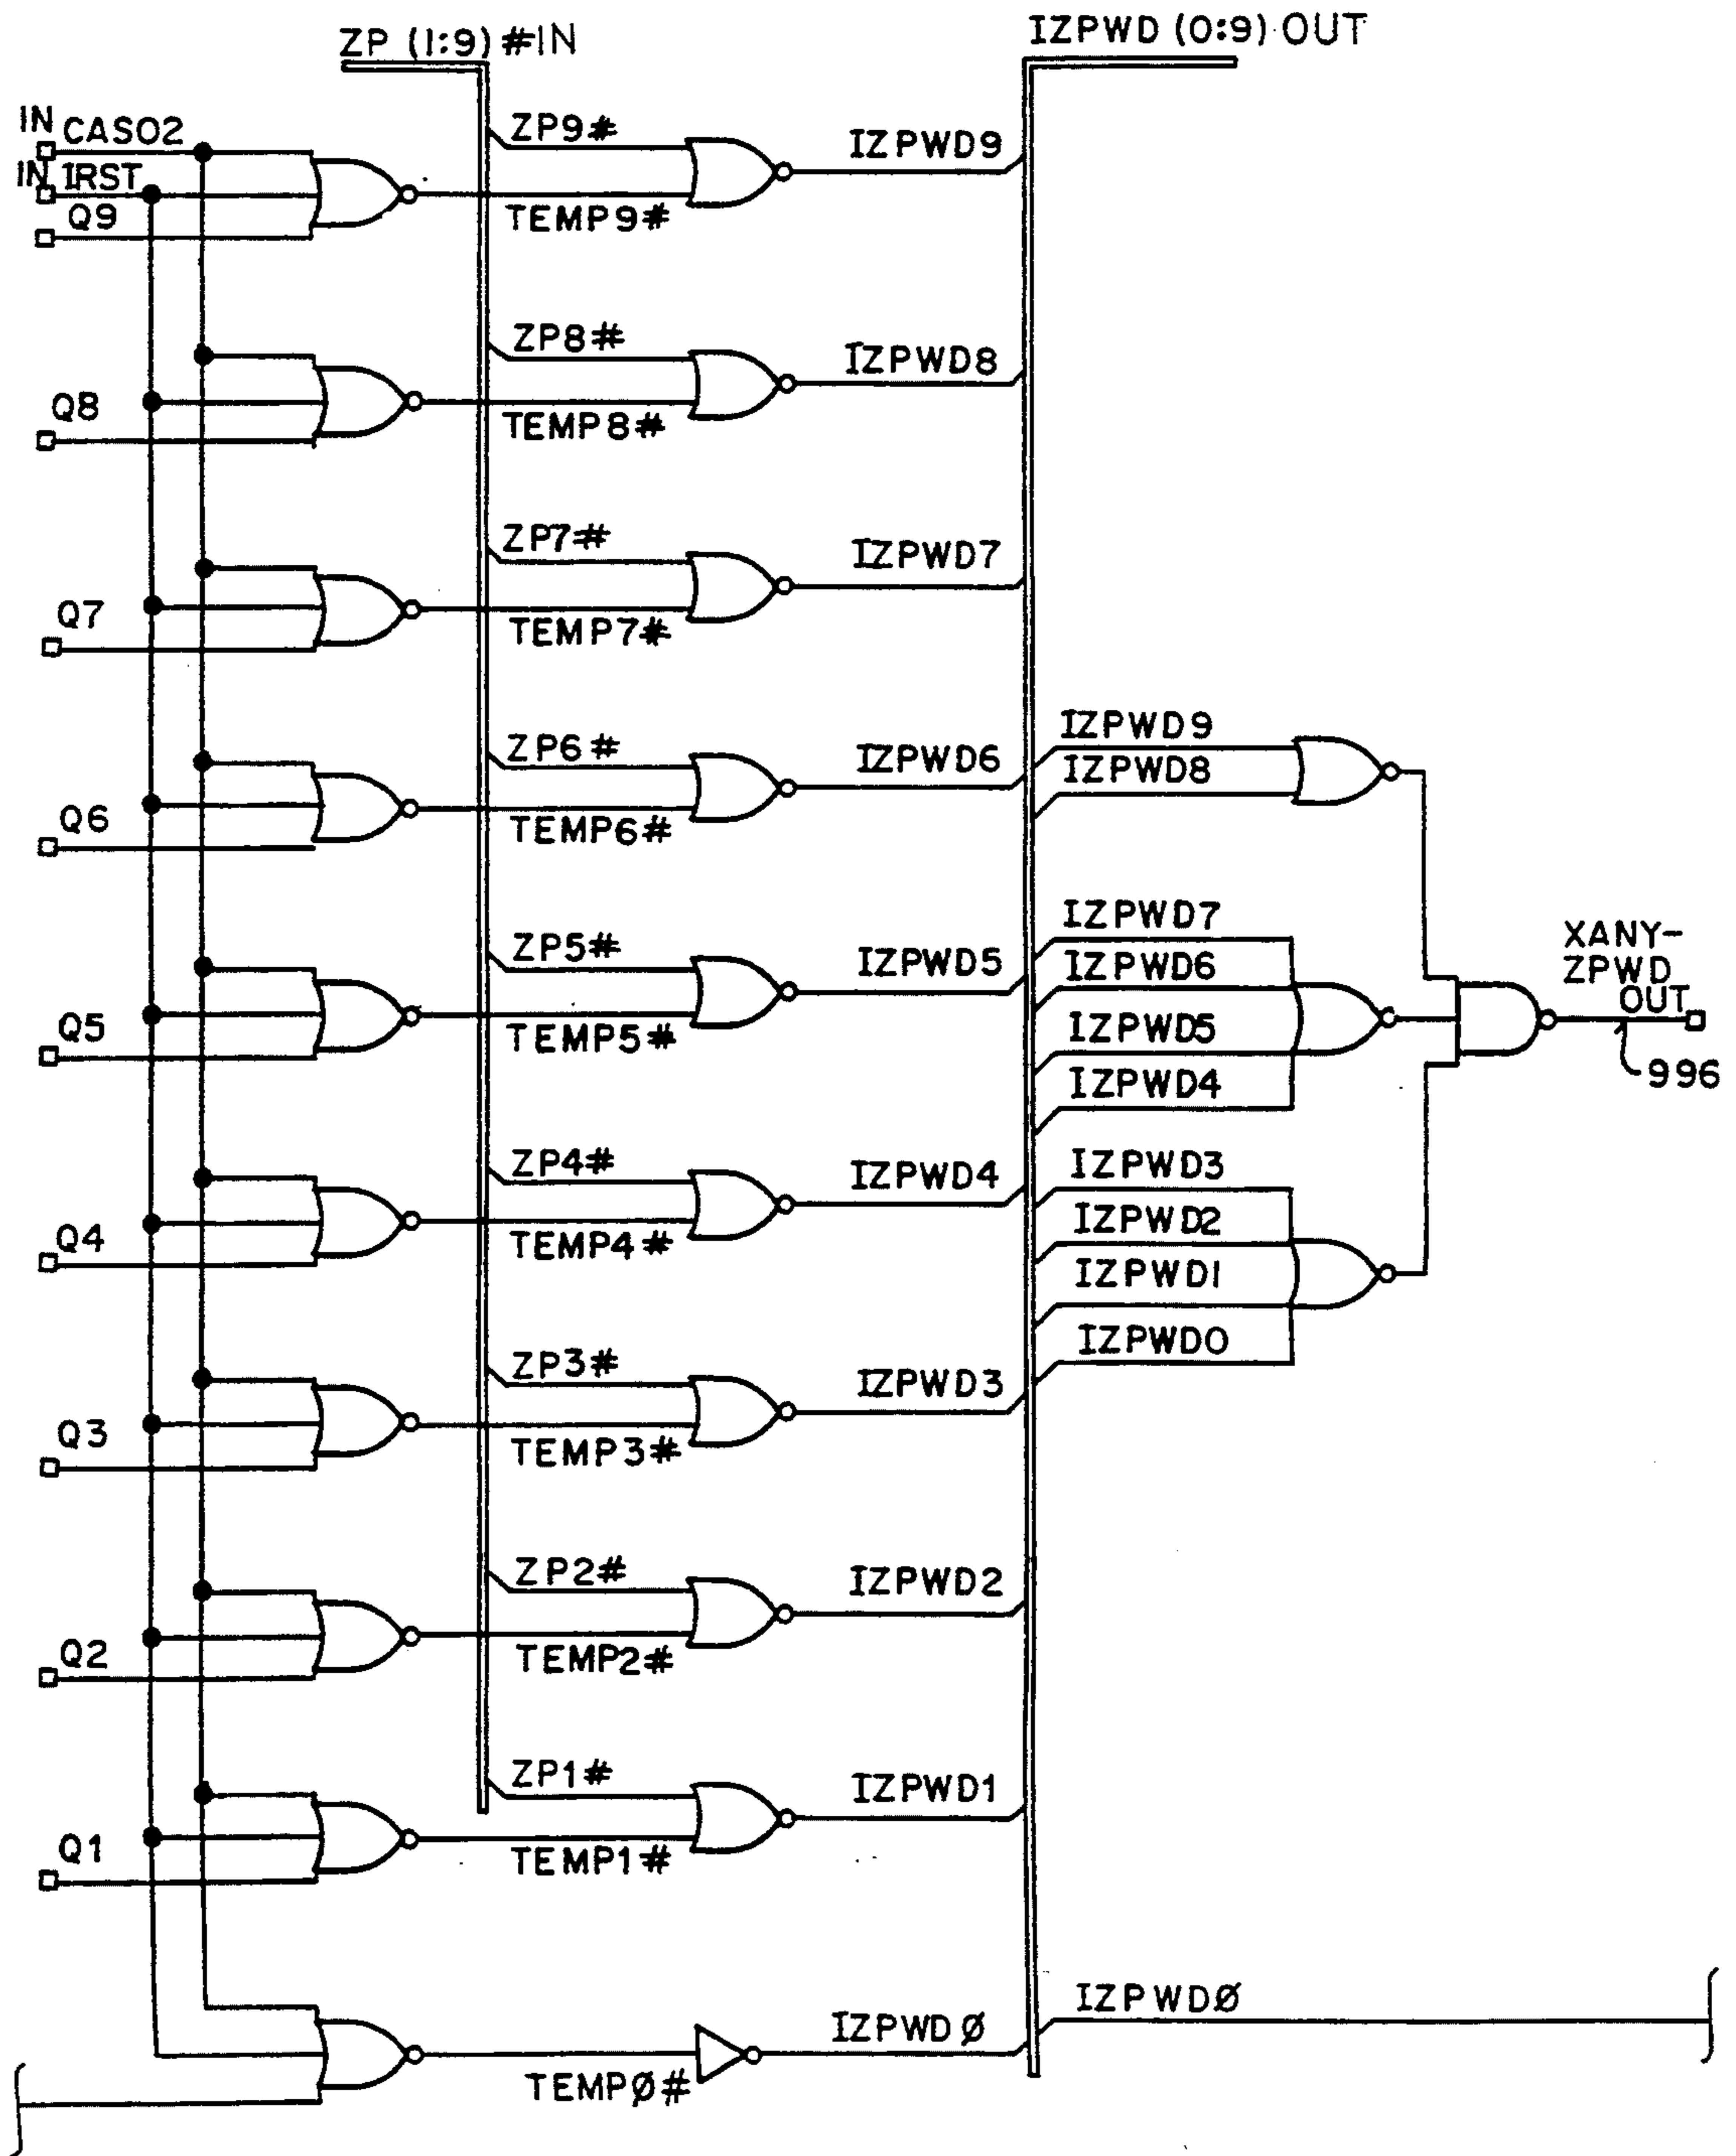 ZP (1:9) #IN
IZPWD (0:9) OUT
IN CASO2
IN IRST
Q9
ZP9#
TEMP9#
IZPWD9
Q8
ZP8#
TEMP8#
IZPWD8
Q7
ZP7#
TEMP7#
IZPWD7
Q6
ZP6#
TEMP6#
IZPWD6
IZPWD9
IZPWD8
Q5
ZP5#
TEMP5#
IZPWD5
IZPWD7
IZPWD6
IZPWD5
IZPWD4
XANY-
ZPWD
OUT
996
Q4
ZP4#
TEMP4#
IZPWD4
IZPWD3
IZPWD2
IZPWD1
IZPWD0
Q3
ZP3#
TEMP3#
IZPWD3
Q2
ZP2#
TEMP2#
IZPWD2
Q1
ZP1#
TEMP1#
IZPWD1
TEMPØ#
IZPWDØ
IZPWDØ